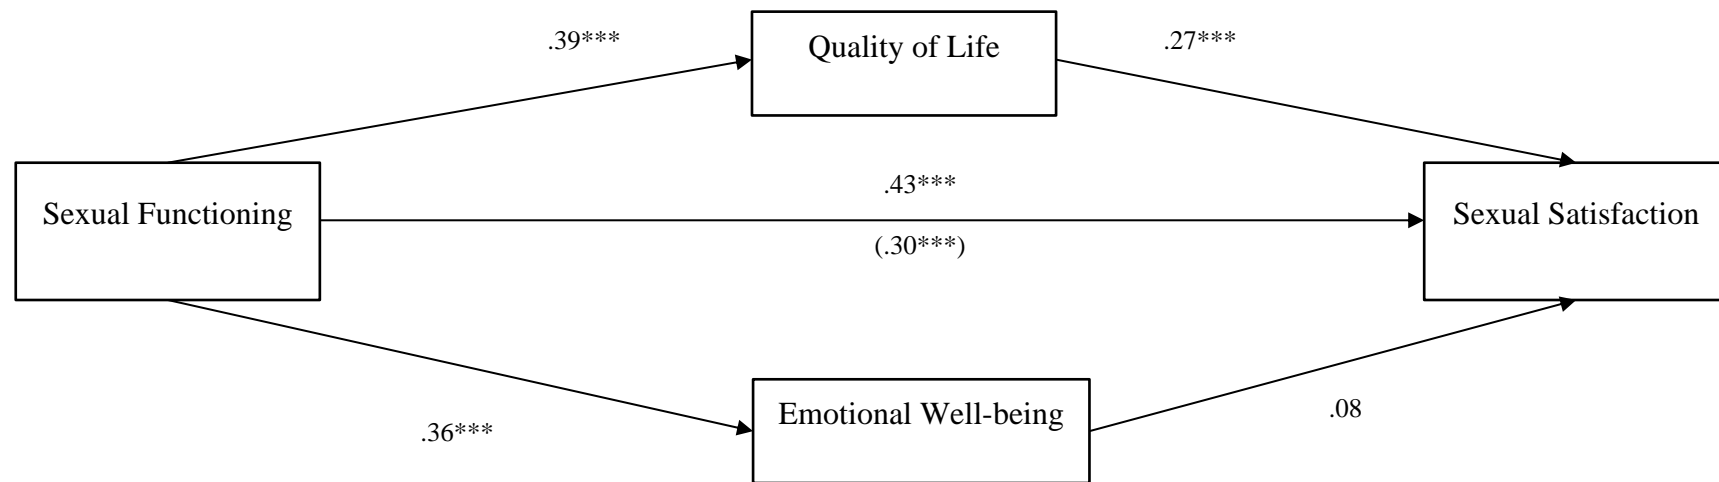 .39***
Quality of Life
.27***
Sexual Functioning
.43***
(.30***)
Sexual Satisfaction
.36***
Emotional Well-being
.08